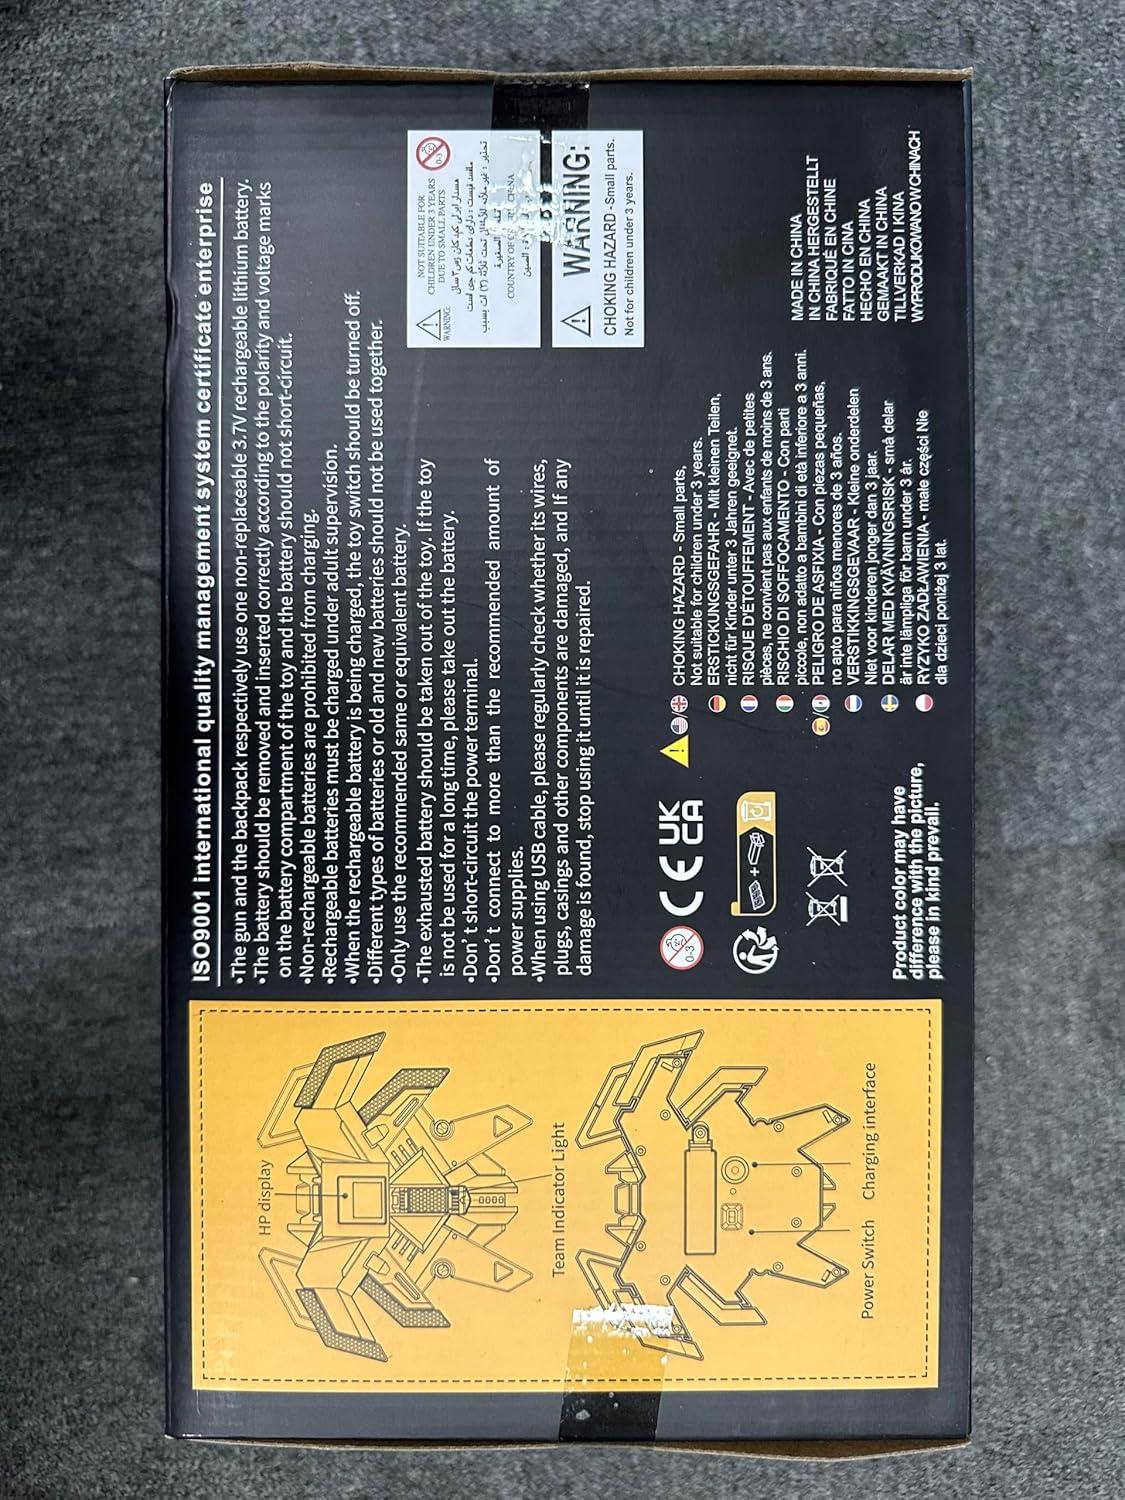 ISO9001 international quality management system certificate enterprise
•The gun and the backpack respectively use one non-replaceable 3.7V rechargeable lithium battery.
•The battery should be removed and inserted correctly according to the polarity and voltage marks
on the battery compartment of the toy and the battery should not short-circuit.
•Non-rechargeable batteries are prohibited from charging.
•Rechargeable batteries must be charged under adult supervision.
•When the rechargeable battery is being charged, the toy switch should be turned off.
•Different types of batteries or old and new batteries should not be used together.
•Only use the recommended same or equivalent battery.
•The exhausted battery should be taken out of the toy. If the toy
is not be used for a long time, please take out the battery.
•Don't short-circuit the power terminal.
•Don't connect to more than the recommended amount of
power supplies.
•When using USB cable, please regularly check whether its wires,
plugs, casings and other components are damaged, and If any
damage is found, stop using it until it is repaired.
WARNING:
NOT SUITABLE FOR
CHILDREN UNDER 3 YEARS
DUE TO SMALL PARTS
0-3
COUNTRY OF
WARNING:
CHOKING HAZARD -Small parts.
Not for children under 3 years.
0-3
CE UK
CA
CHOKING HAZARD - Small parts,
Not suitable for children under 3 years.
ERSTICKUNGSGEFAHR - Mit kleinen Teilen,
nicht für Kinder unter 3 Jahren geeignet.
RISQUE D'ÉTOUFFEMENT - Avec de petites
pièces, ne convient pas aux enfants de moins de 3 ans.
RISCHIO DI SOFFOCAMENTO - Con parti
piccole, non adatto a bambini di età inferiore a 3 anni.
PELIGRO DE ASFIXIA - Con piezas pequeñas,
no apto para niños menores de 3 años.
VERSTIKKINGSGEVAAR - Kleine onderdelen
Niet voor kinderen jonger dan 3 jaar.
DELAR MED KVÄVNINGSRISK - små delar
är inte lämpliga för barn under 3 år.
RYZYKO ZADŁAWIENIA - małe części Nie
dla dzieci poniżej 3 lat.
MADE IN CHINA
IN CHINA HERGESTELLT
FABRIQUÉ EN CHINE
FATTO IN CINA
HECHO EN CHINA
GEMAAKT IN CHINA
TILLVERKAD I KINA
WYPRODUKOWANO W CHINACH
Product color may have
difference with the picture,
please in kind prevail.
HP display
Team Indicator Light
Power Switch
Charging interface